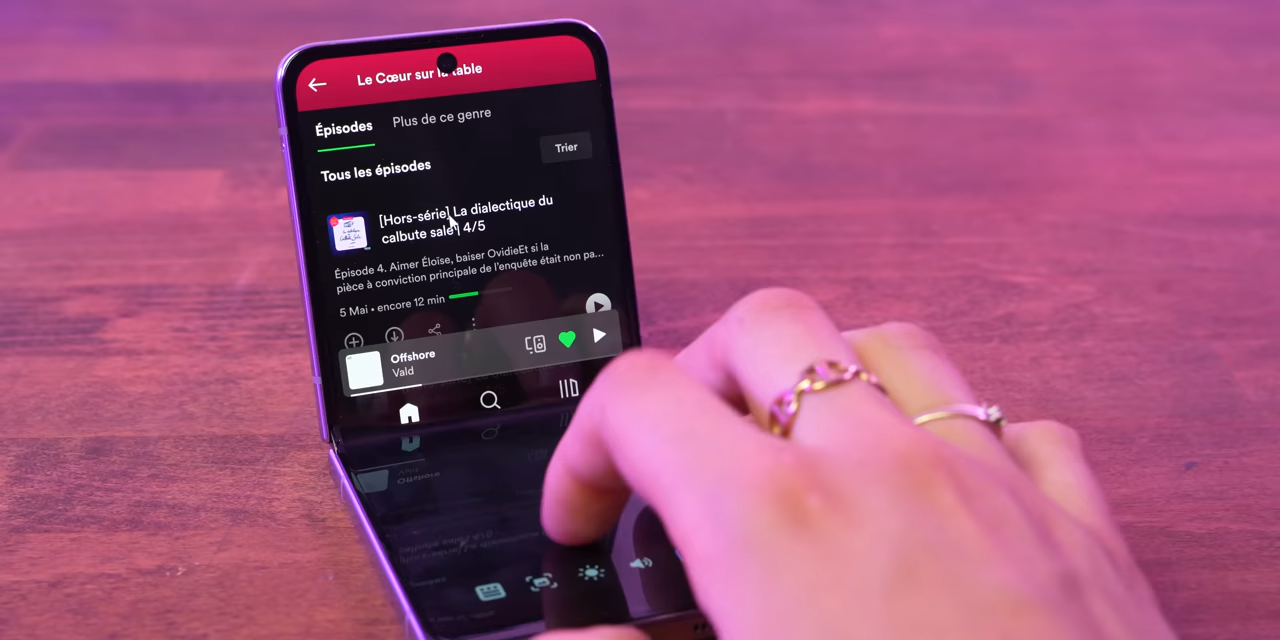 Le Cœur sur la table
Épisodes
Plus de ce genre
Tous les épisodes
Trier
[Hors-série] La dialectique du
calbute sale | 4/5
Épisode 4. Aimer Éloïse, baiser OvidieEt si la
pièce à conviction principale de l'enquête était non pa...
5 Mai • encore 12 min
Offshore
Vald